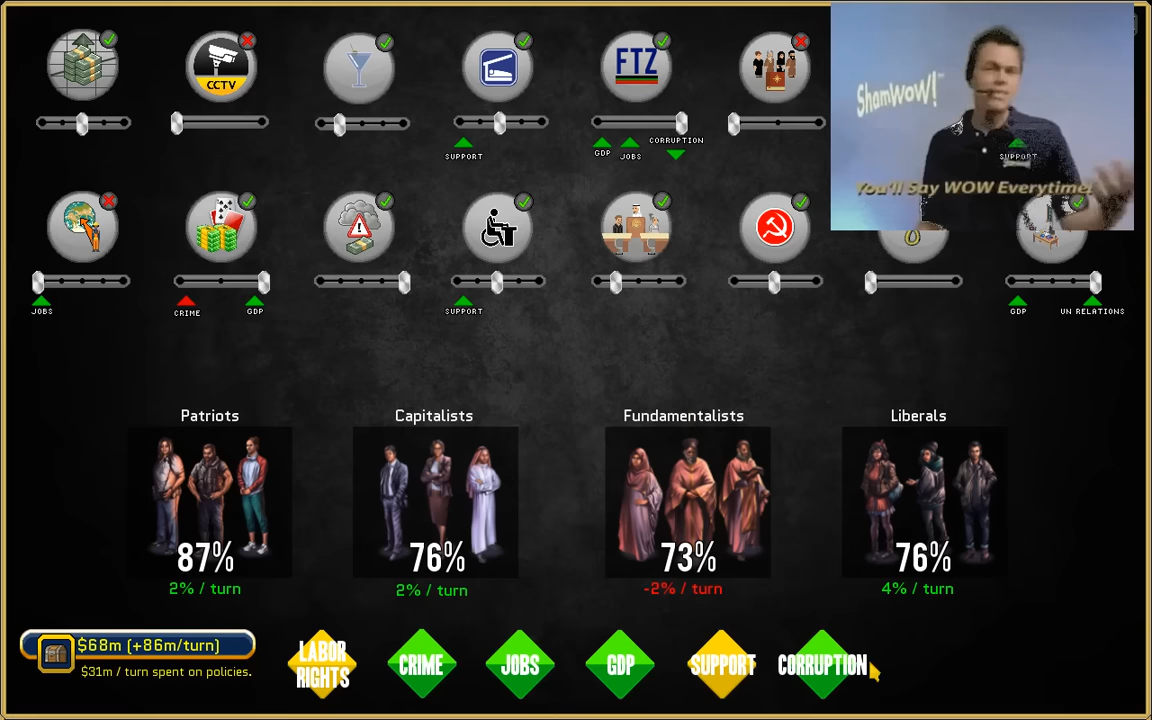 CCTV
FTZ
ShamWOW!™
You'll Say WOW Everytime!
SUPPORT
GDP
JOBS
CORRUPTION
SUPPORT
0
JOBS
CRIME
GDP
SUPPORT
GDP
UN RELATIONS
Patriots
Capitalists
Fundamentalists
Liberals
87%
76%
73%
76%
2% / turn
2% / turn
-2% / turn
4% / turn
$68m (+86m/turn)
$31m / turn spent on policies.
LABOR
RIGHTS
CRIME
JOBS
GDP
SUPPORT
CORRUPTION